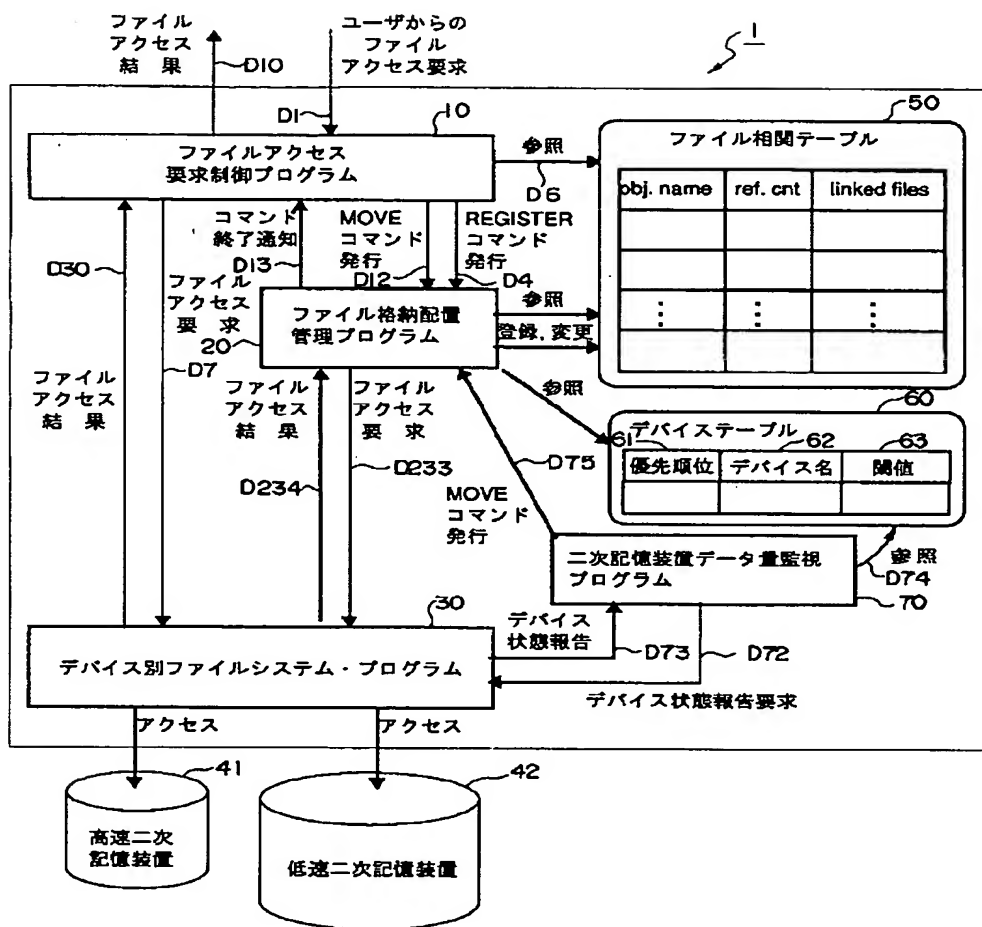 ファイル
アクセス
結 果
D10
ユーザからの
ファイル
アクセス要求
D1
1
10
ファイルアクセス
要求制御プログラム
参照
D6
50
ファイル相関テーブル
obj. name
ref. cnt
linked files
コマンド
終了通知
D13
MOVE
コマンド
発行
D12
REGISTER
コマンド
発行
D4
D30
ファイル
アクセス
要 求
D7
20
ファイル格納配置
管理プログラム
参照
登録,変更
参照
ファイル
アクセス
結果
ファイル
アクセス
結 果
D234
ファイル
アクセス
要 求
D233
D75
MOVE
コマンド
発行
60
デバイステーブル
61
62
63
優先順位
デバイス名
閾値
二次記憶装置データ量監視
プログラム
参照
D74
70
30
デバイス別ファイルシステム・プログラム
デバイス
状態報告
D73
D72
デバイス状態報告要求
アクセス
アクセス
41
高速二次
記憶装置
42
低速二次記憶装置